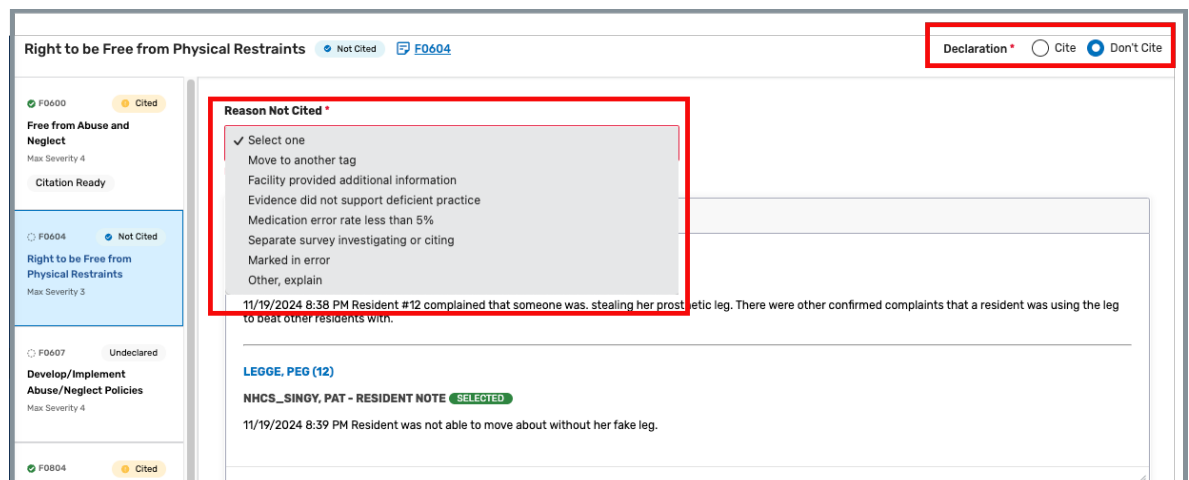 Right to be Free from Physical Restraints Not Cited F0604
Declaration * Cite Don't Cite
F0600 Cited
Free from Abuse and
Neglect
Max Severity 4
Citation Ready
F0604 Not Cited
Right to be Free from
Physical Restraints
Max Severity 3
F0607 Undeclared
Develop/Implement
Abuse/Neglect Policies
Max Severity 4
F0804 Cited
Reason Not Cited *
Select one
Move to another tag
Facility provided additional information
Evidence did not support deficient practice
Medication error rate less than 5%
Separate survey investigating or citing
Marked in error
Other, explain
11/19/2024 8:38 PM Resident #12 complained that someone was. stealing her prosthetic leg. There were other confirmed complaints that a resident was using the leg
to beat other residents with.
LEGGE, PEG (12)
NHCS_SINGY, PAT - RESIDENT NOTE SELECTED
11/19/2024 8:39 PM Resident was not able to move about without her fake leg.